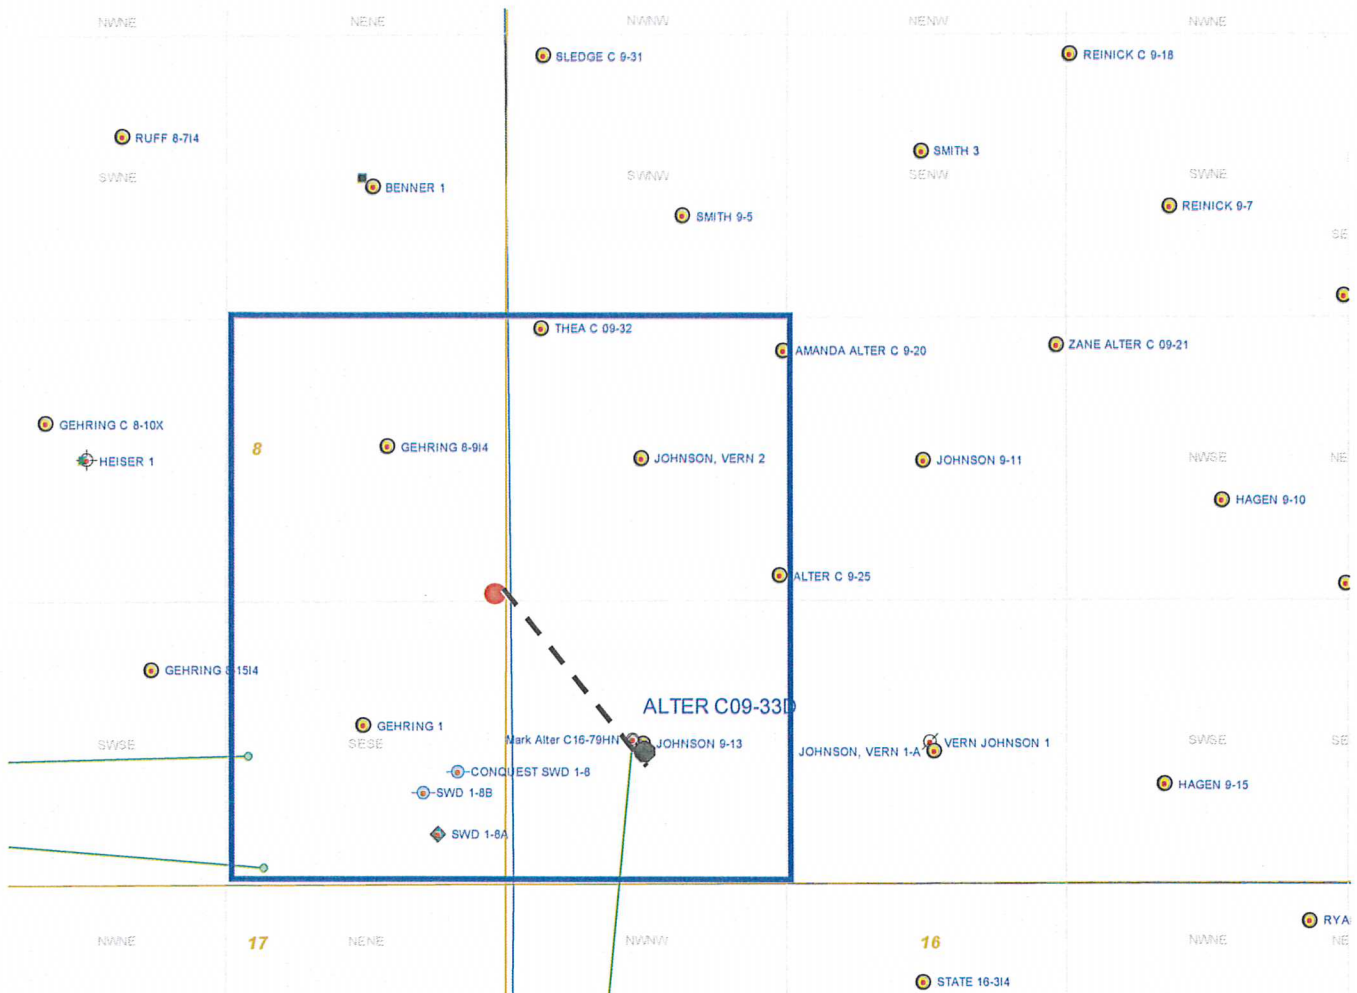 NWNE
NENE
NWNW
NENW
NWNE
SLEDGE C 9-31
REINICK C 9-18
RUFF 8-7I4
SMITH 3
SWNE
SWNW
SENW
SWNE
BENNER 1
SMITH 9-5
REINICK 9-7
SE
THEA C 09-32
AMANDA ALTER C 9-20
ZANE ALTER C 09-21
GEHRING C 8-10X
8
GEHRING 8-9I4
HEISER 1
JOHNSON, VERN 2
JOHNSON 9-11
NWSE
NE
HAGEN 9-10
ALTER C 9-25
GEHRING 8-15I4
ALTER C09-33D
GEHRING 1
SWSE
SESE
Mark Alter C16-79HN
JOHNSON 9-13
VERN JOHNSON 1
JOHNSON, VERN 1-A
SWSE
SE
CONQUEST SWD 1-8
SWD 1-8B
HAGEN 9-15
SWD 1-8A
RYA
NWNE
17
NENE
NWNW
16
NWNE
NE
STATE 16-3I4